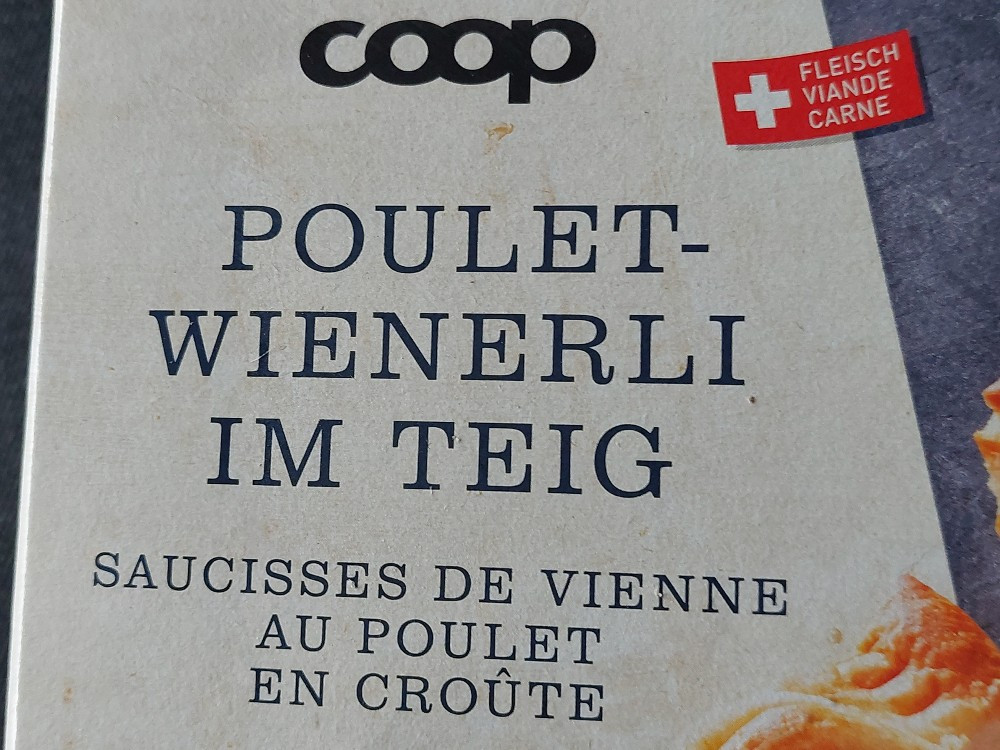 coop
FLEISCH
VIANDE
CARNE
POULET-
WIENERLI
IM TEIG
SAUCISSES DE VIENNE
AU POULET
EN CROÛTE